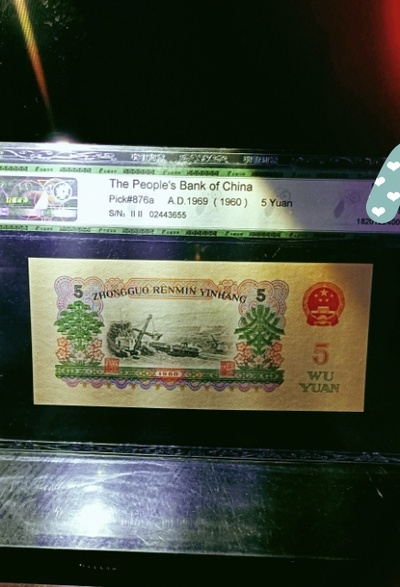 The People's Bank of China
Pick#876a A.D.1969 (1960) 5 Yuan
S/N: II II 02443655
5 ZHONGGUO RENMIN YINHANG 5
5
WU
YUAN
1960